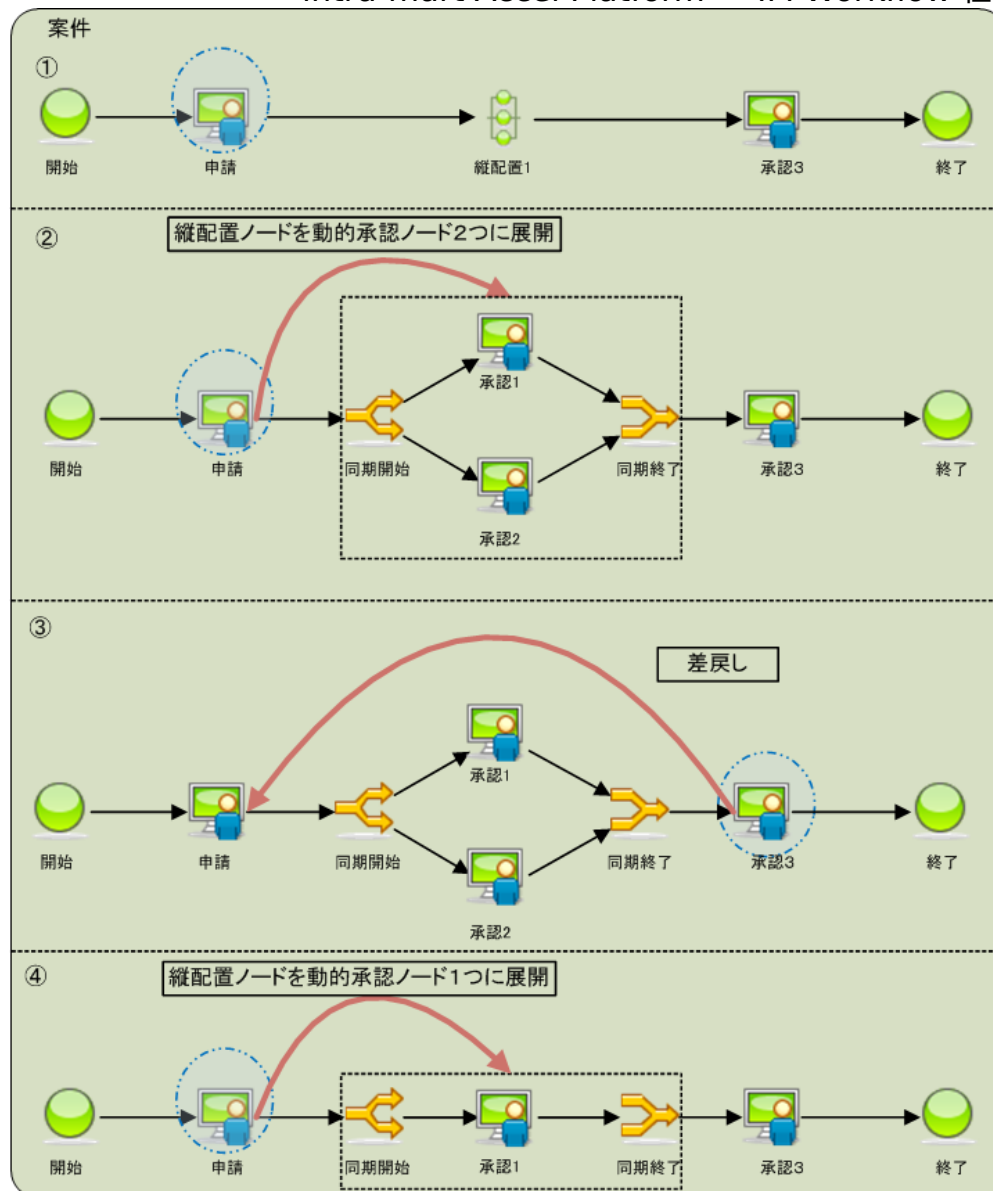 案件
①
開始
申請
縦配置1
承認3
終了
②
縦配置ノードを動的承認ノード2つに展開
承認1
開始
申請
同期開始
同期終了
承認3
終了
承認2
③
差戻し
承認1
開始
申請
同期開始
同期終了
承認3
終了
承認2
④
縦配置ノードを動的承認ノード1つに展開
開始
申請
同期開始
承認1
同期終了
承認3
終了